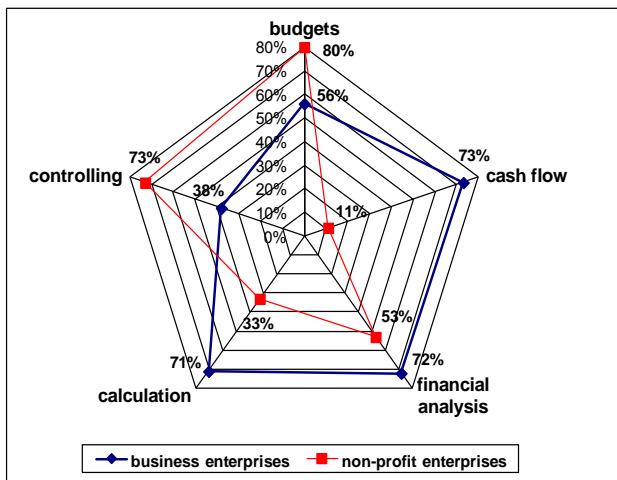 budgets
80%
80%
70%
60%
56%
50%
40%
30%
20%
10%
0%
73%
cash flow
11%
73%
controlling
38%
53%
33%
72%
71%
calculation
financial
analysis
business enterprises
non-profit enterprises